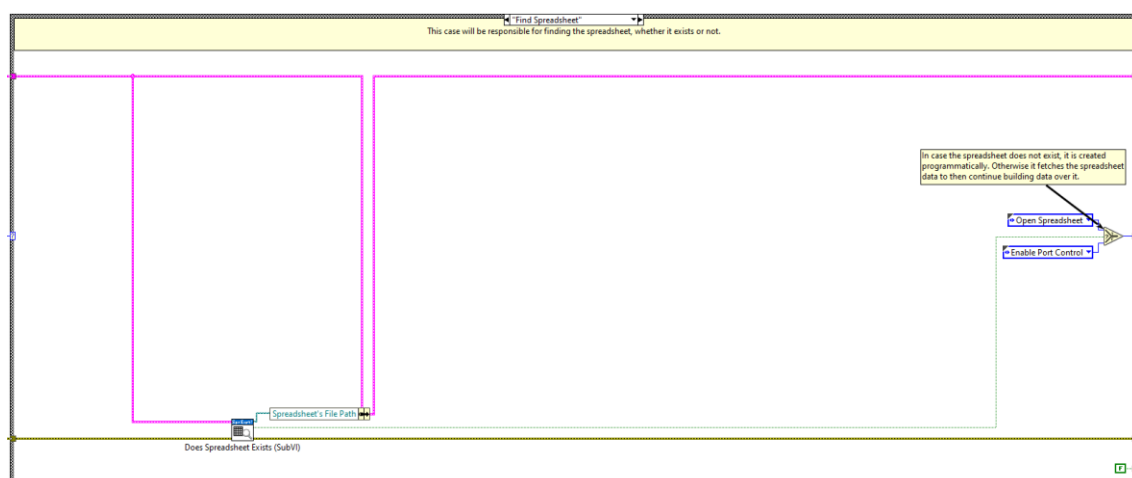 "Find Spreadsheet"
This case will be responsible for finding the spreadsheet, whether it exists or not.
In case the spreadsheet does not exist, it is created
programmatically. Otherwise it fetches the spreadsheet
data to then continue building data over it.
Open Spreadsheet
Enable Port Control
Spreadsheet's File Path
Does Spreadsheet Exists (SubVI)
F